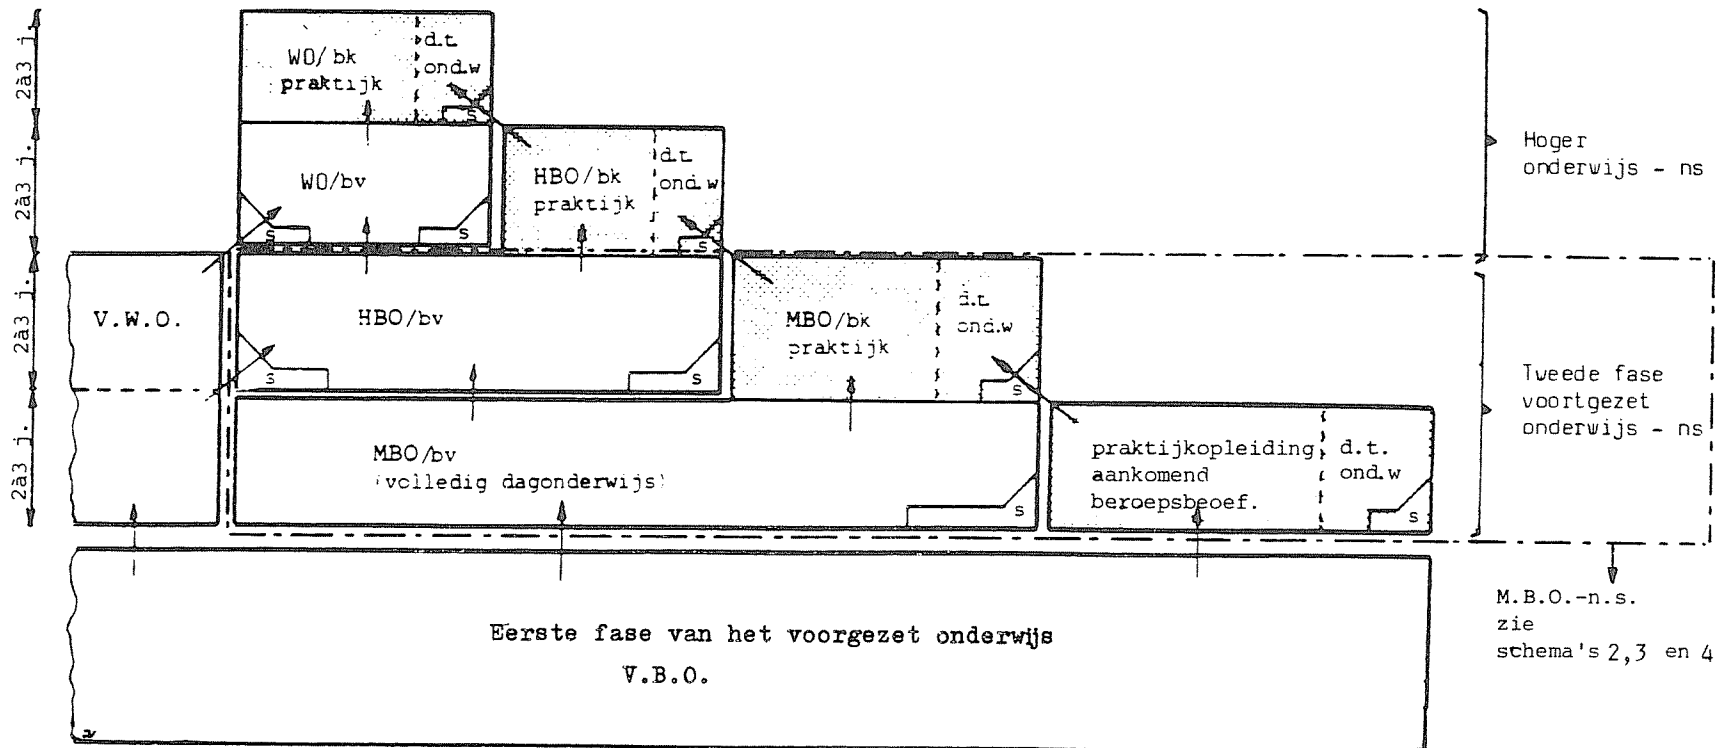 2à3 j.
2à3 j.
2à3 j.
2à3 j.
WO/bk
praktijk
d.t.
ond.w
s
WO/bv
s
s
HBO/bk
praktijk
d.t.
ond.w
s
Hoger
onderwijs - ns
V.W.O.
HBO/bv
s
s
MBO/bk
praktijk
d.t.
ond.w
s
Tweede fase
voortgezet
onderwijs - ns
MBO/bv
(volledig dagonderwijs)
s
praktijkopleiding
aankomend
beroepsbeoef.
d.t.
ond.w
s
M.B.O.-n.s.
zie
schema's 2,3 en 4
Eerste fase van het voorgezet onderwijs
V.B.O.